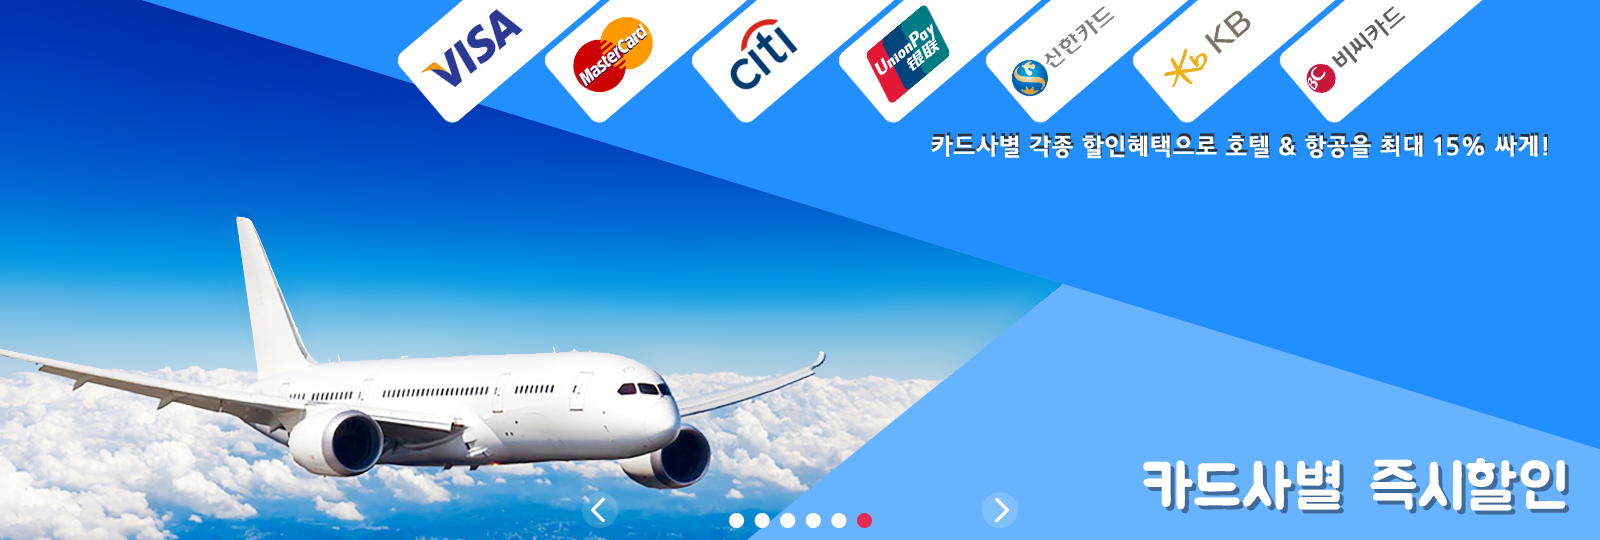 VISA
MasterCard
citi
UnionPay
银联
신한카드
KB
BC 비씨카드
카드사별 각종 할인혜택으로 호텔 & 항공을 최대 15% 싸게!
카드사별 즉시할인